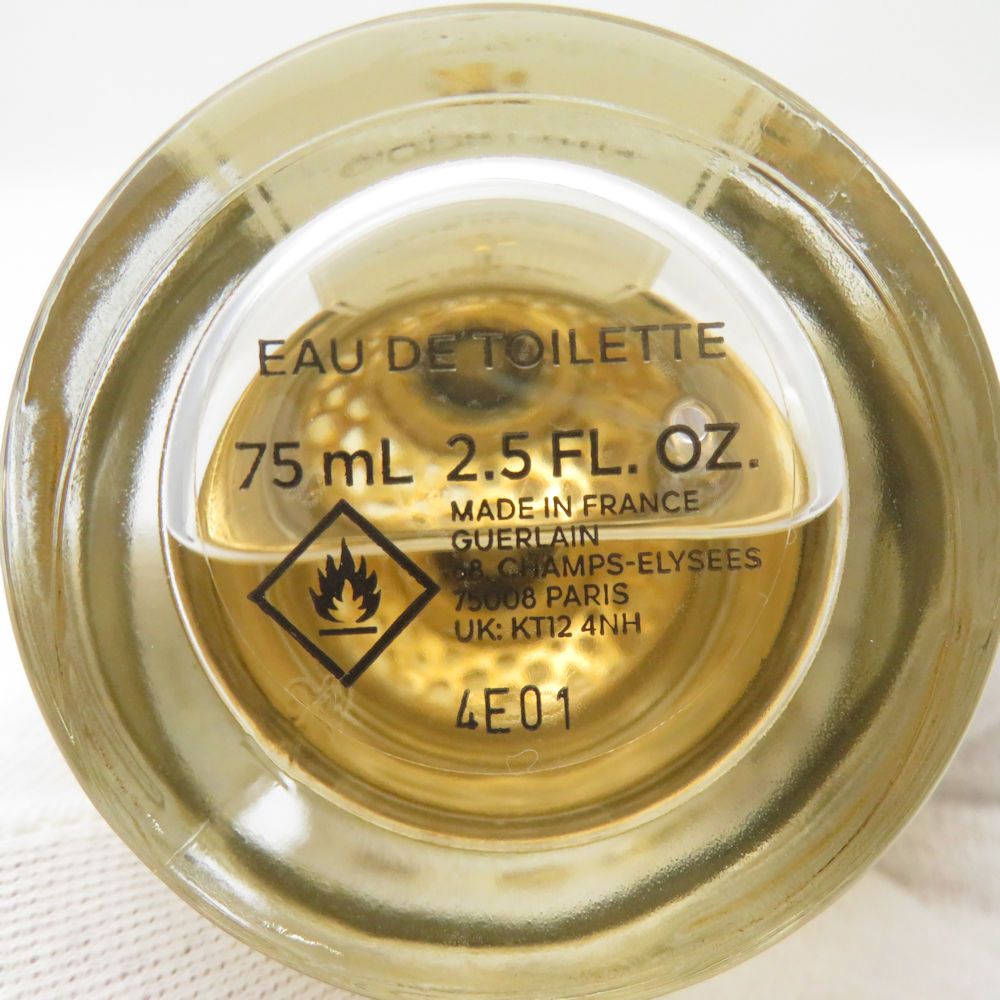 EAU DE TOILETTE
75 mL 2.5 FL. OZ.
MADE IN FRANCE
GUERLAIN
68, CHAMPS-ELYSEES
75008 PARIS
UK: KT12 4NH
4E01